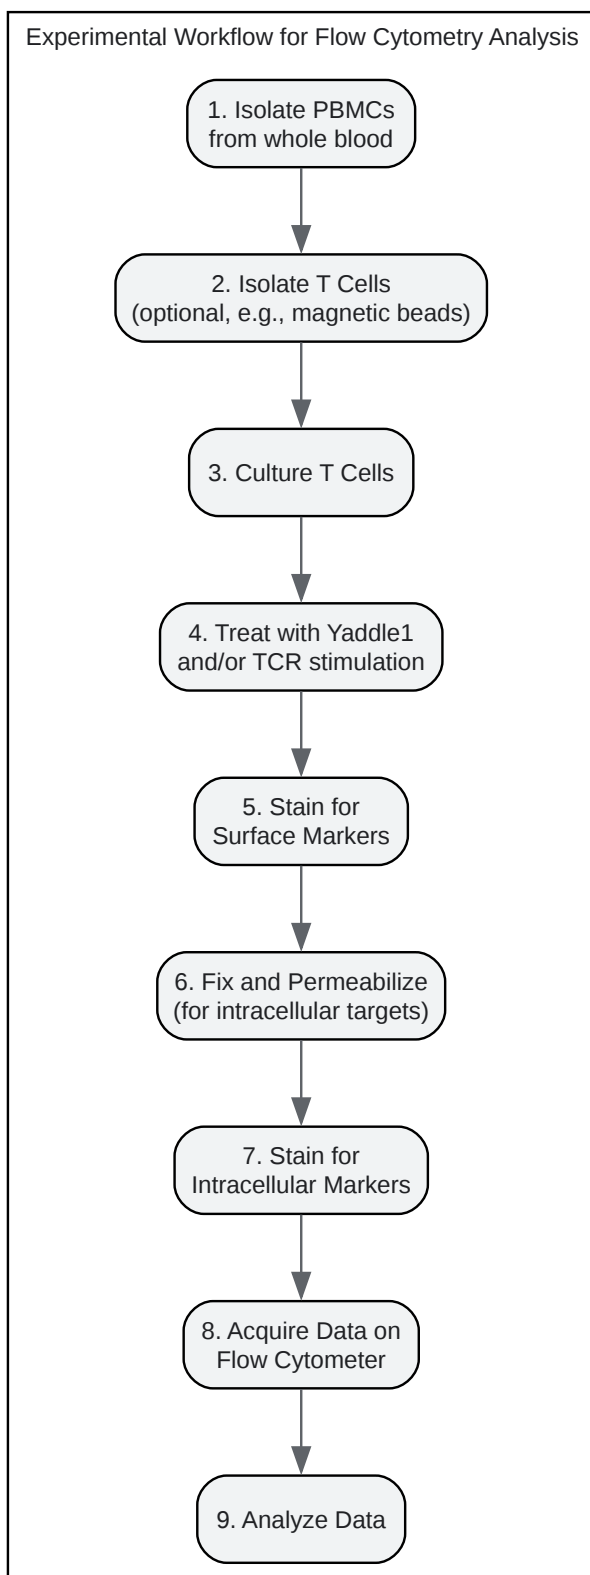 Experimental Workflow for Flow Cytometry Analysis
1. Isolate PBMCs
from whole blood
2. Isolate T Cells
(optional, e.g., magnetic beads)
3. Culture T Cells
4. Treat with Yaddle1
and/or TCR stimulation
5. Stain for
Surface Markers
6. Fix and Permeabilize
(for intracellular targets)
7. Stain for
Intracellular Markers
8. Acquire Data on
Flow Cytometer
9. Analyze Data